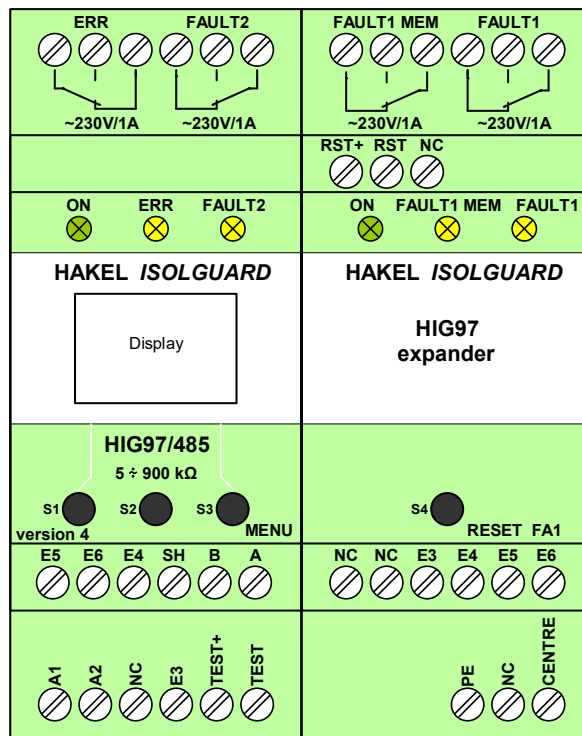 ERR FAULT2 FAULT1 MEM FAULT1
~230V/1A ~230V/1A ~230V/1A ~230V/1A
RST+ RST NC
ON ERR FAULT2 ON FAULT1 MEM FAULT1
HAKEL ISOLGUARD HAKEL ISOLGUARD
Display
HIG97
expander
HIG97/485
5 ÷ 900 kΩ
S1 S2 S3 S4
version 4 MENU RESET FA1
E5 E6 E4 SH B A NC NC E3 E4 E5 E6
A1 A2 NC E3 TEST+ TEST PE NC CENTRE